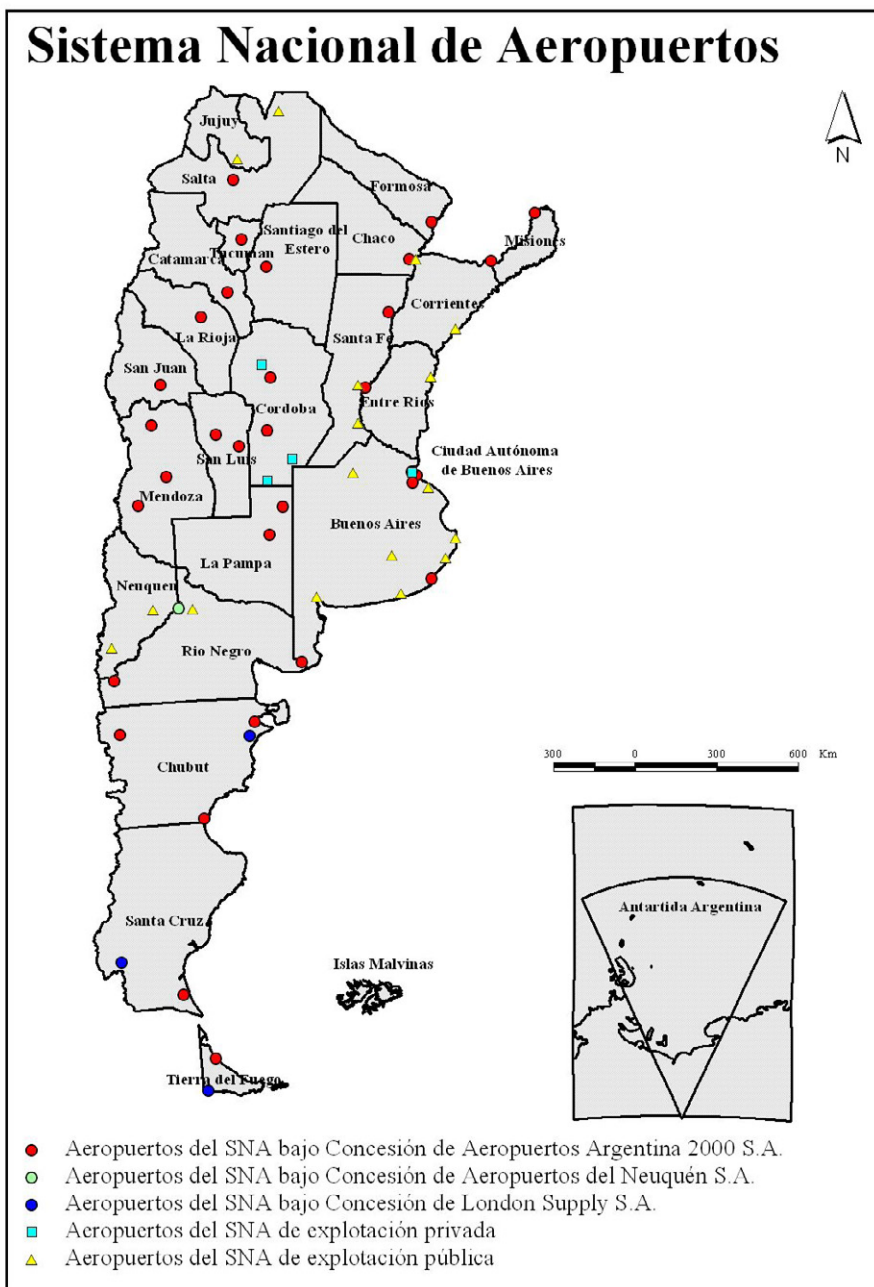 Sistema Nacional de Aeropuertos
N
Jujuy
Salta
Formosa
Santiago del
Estero
Chaco
Misiones
Catamarca
Tucuman
Corrientes
La Rioja
Santa Fe
San Juan
Cordoba
Entre Rios
San Luis
Ciudad Autónoma
de Buenos Aires
Mendoza
Buenos Aires
La Pampa
Neuquen
Rio Negro
300 0 300 600 Km
Chubut
Santa Cruz
Antartida Argentina
Islas Malvinas
Tierra del Fuego
Aeropuertos del SNA bajo Concesión de Aeropuertos Argentina 2000 S.A.
Aeropuertos del SNA bajo Concesión de Aeropuertos del Neuquén S.A.
Aeropuertos del SNA bajo Concesión de London Supply S.A.
Aeropuertos del SNA de explotación privada
Aeropuertos del SNA de explotación pública